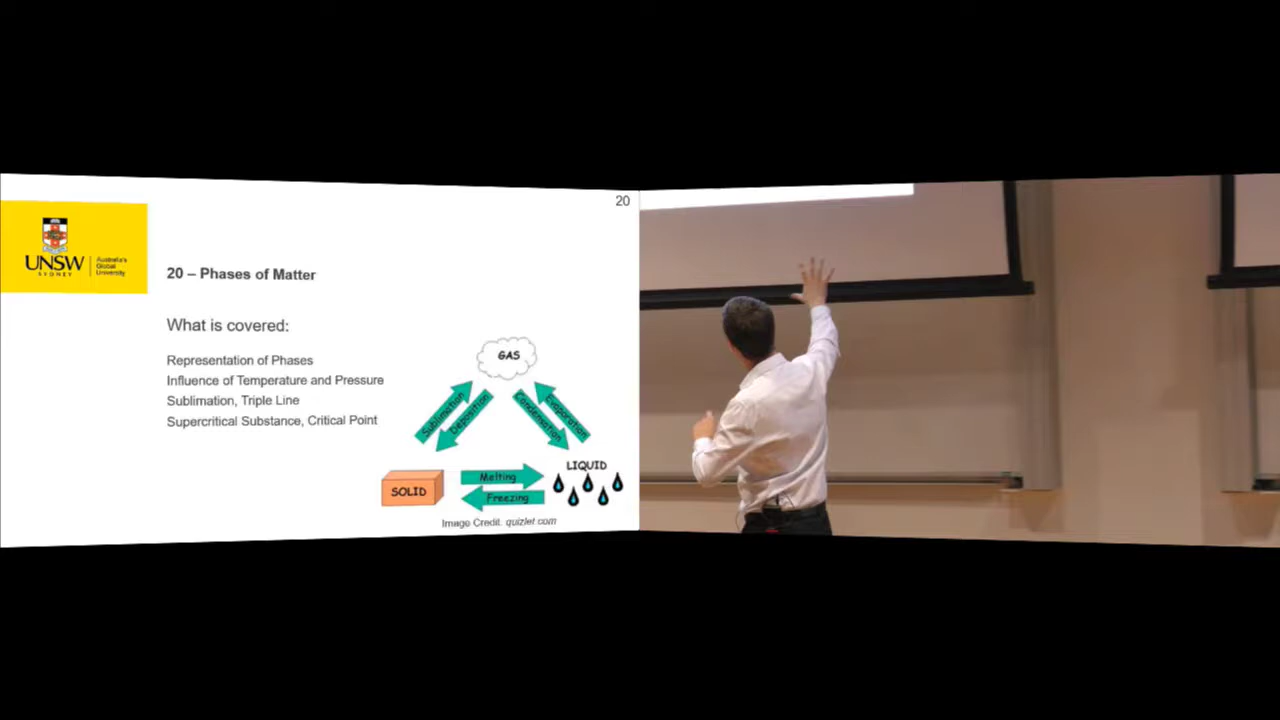 20
UNSW
SYDNEY
Australia's
Global
University
20 – Phases of Matter
What is covered:
Representation of Phases
Influence of Temperature and Pressure
Sublimation, Triple Line
Supercritical Substance, Critical Point
GAS
Sublimation
Deposition
Condensation
Evaporation
SOLID
Melting
Freezing
LIQUID
Image Credit. quizlet.com